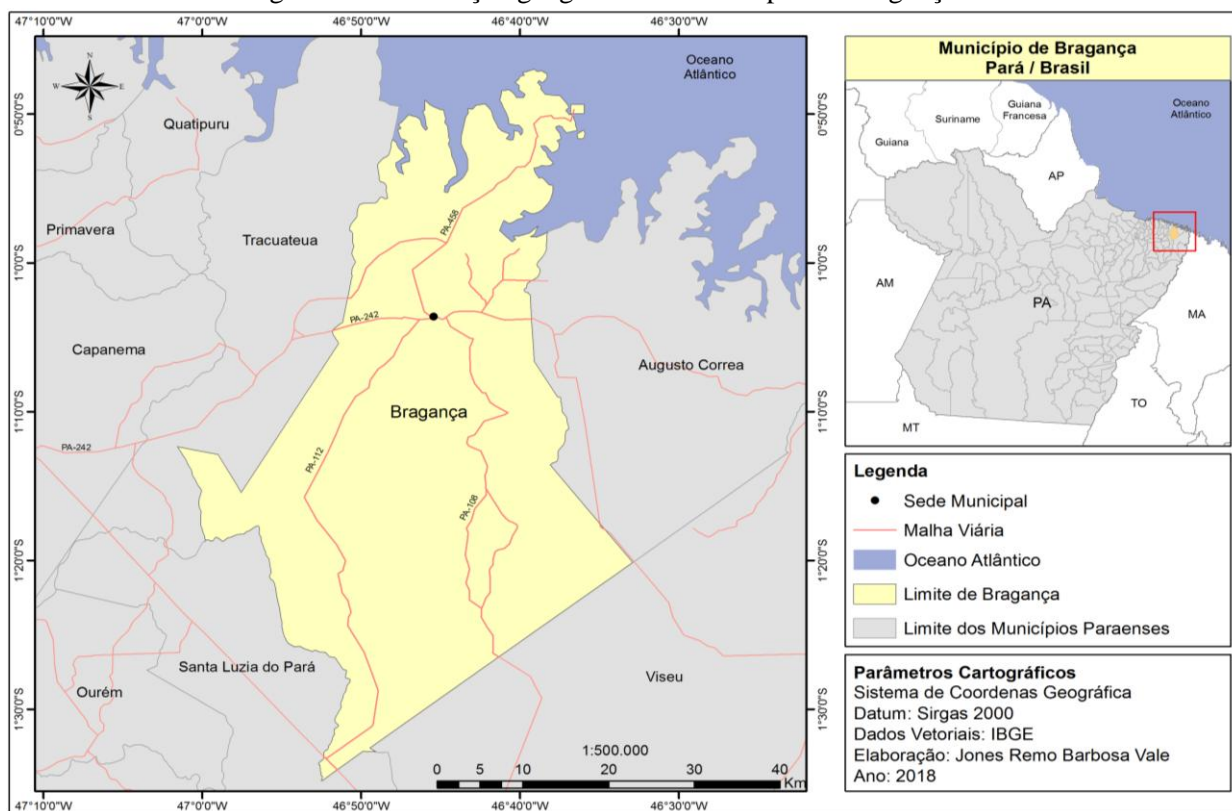 47°10'0"W 47°0'0"W 46°50'0"W 46°40'0"W 46°30'0"W
0°50'0"S
1°0'0"S
1°10'0"S
1°20'0"S
1°30'0"S
N
W E
S
Oceano
Atlântico
Quatipuru
Primavera
Tracuateua
PA-458
PA-242
Capanema
Augusto Correa
Bragança
PA-242
PA-112
PA-108
Santa Luzia do Pará
Ourém
Viseu
1:500.000
0 5 10 20 30 40
Km
0°50'0"S
1°0'0"S
1°10'0"S
1°20'0"S
1°30'0"S
47°10'0"W 47°0'0"W 46°50'0"W 46°40'0"W 46°30'0"W
Município de Bragança
Pará / Brasil
Oceano
Atlântico
Guiana
Francesa
Suriname
Guiana
AP
AM
PA
MA
TO
MT
Legenda
Sede Municipal
Malha Viária
Oceano Atlântico
Limite de Bragança
Limite dos Municípios Paraenses
Parâmetros Cartográficos
Sistema de Coordenas Geográfica
Datum: Sirgas 2000
Dados Vetoriais: IBGE
Elaboração: Jones Remo Barbosa Vale
Ano: 2018